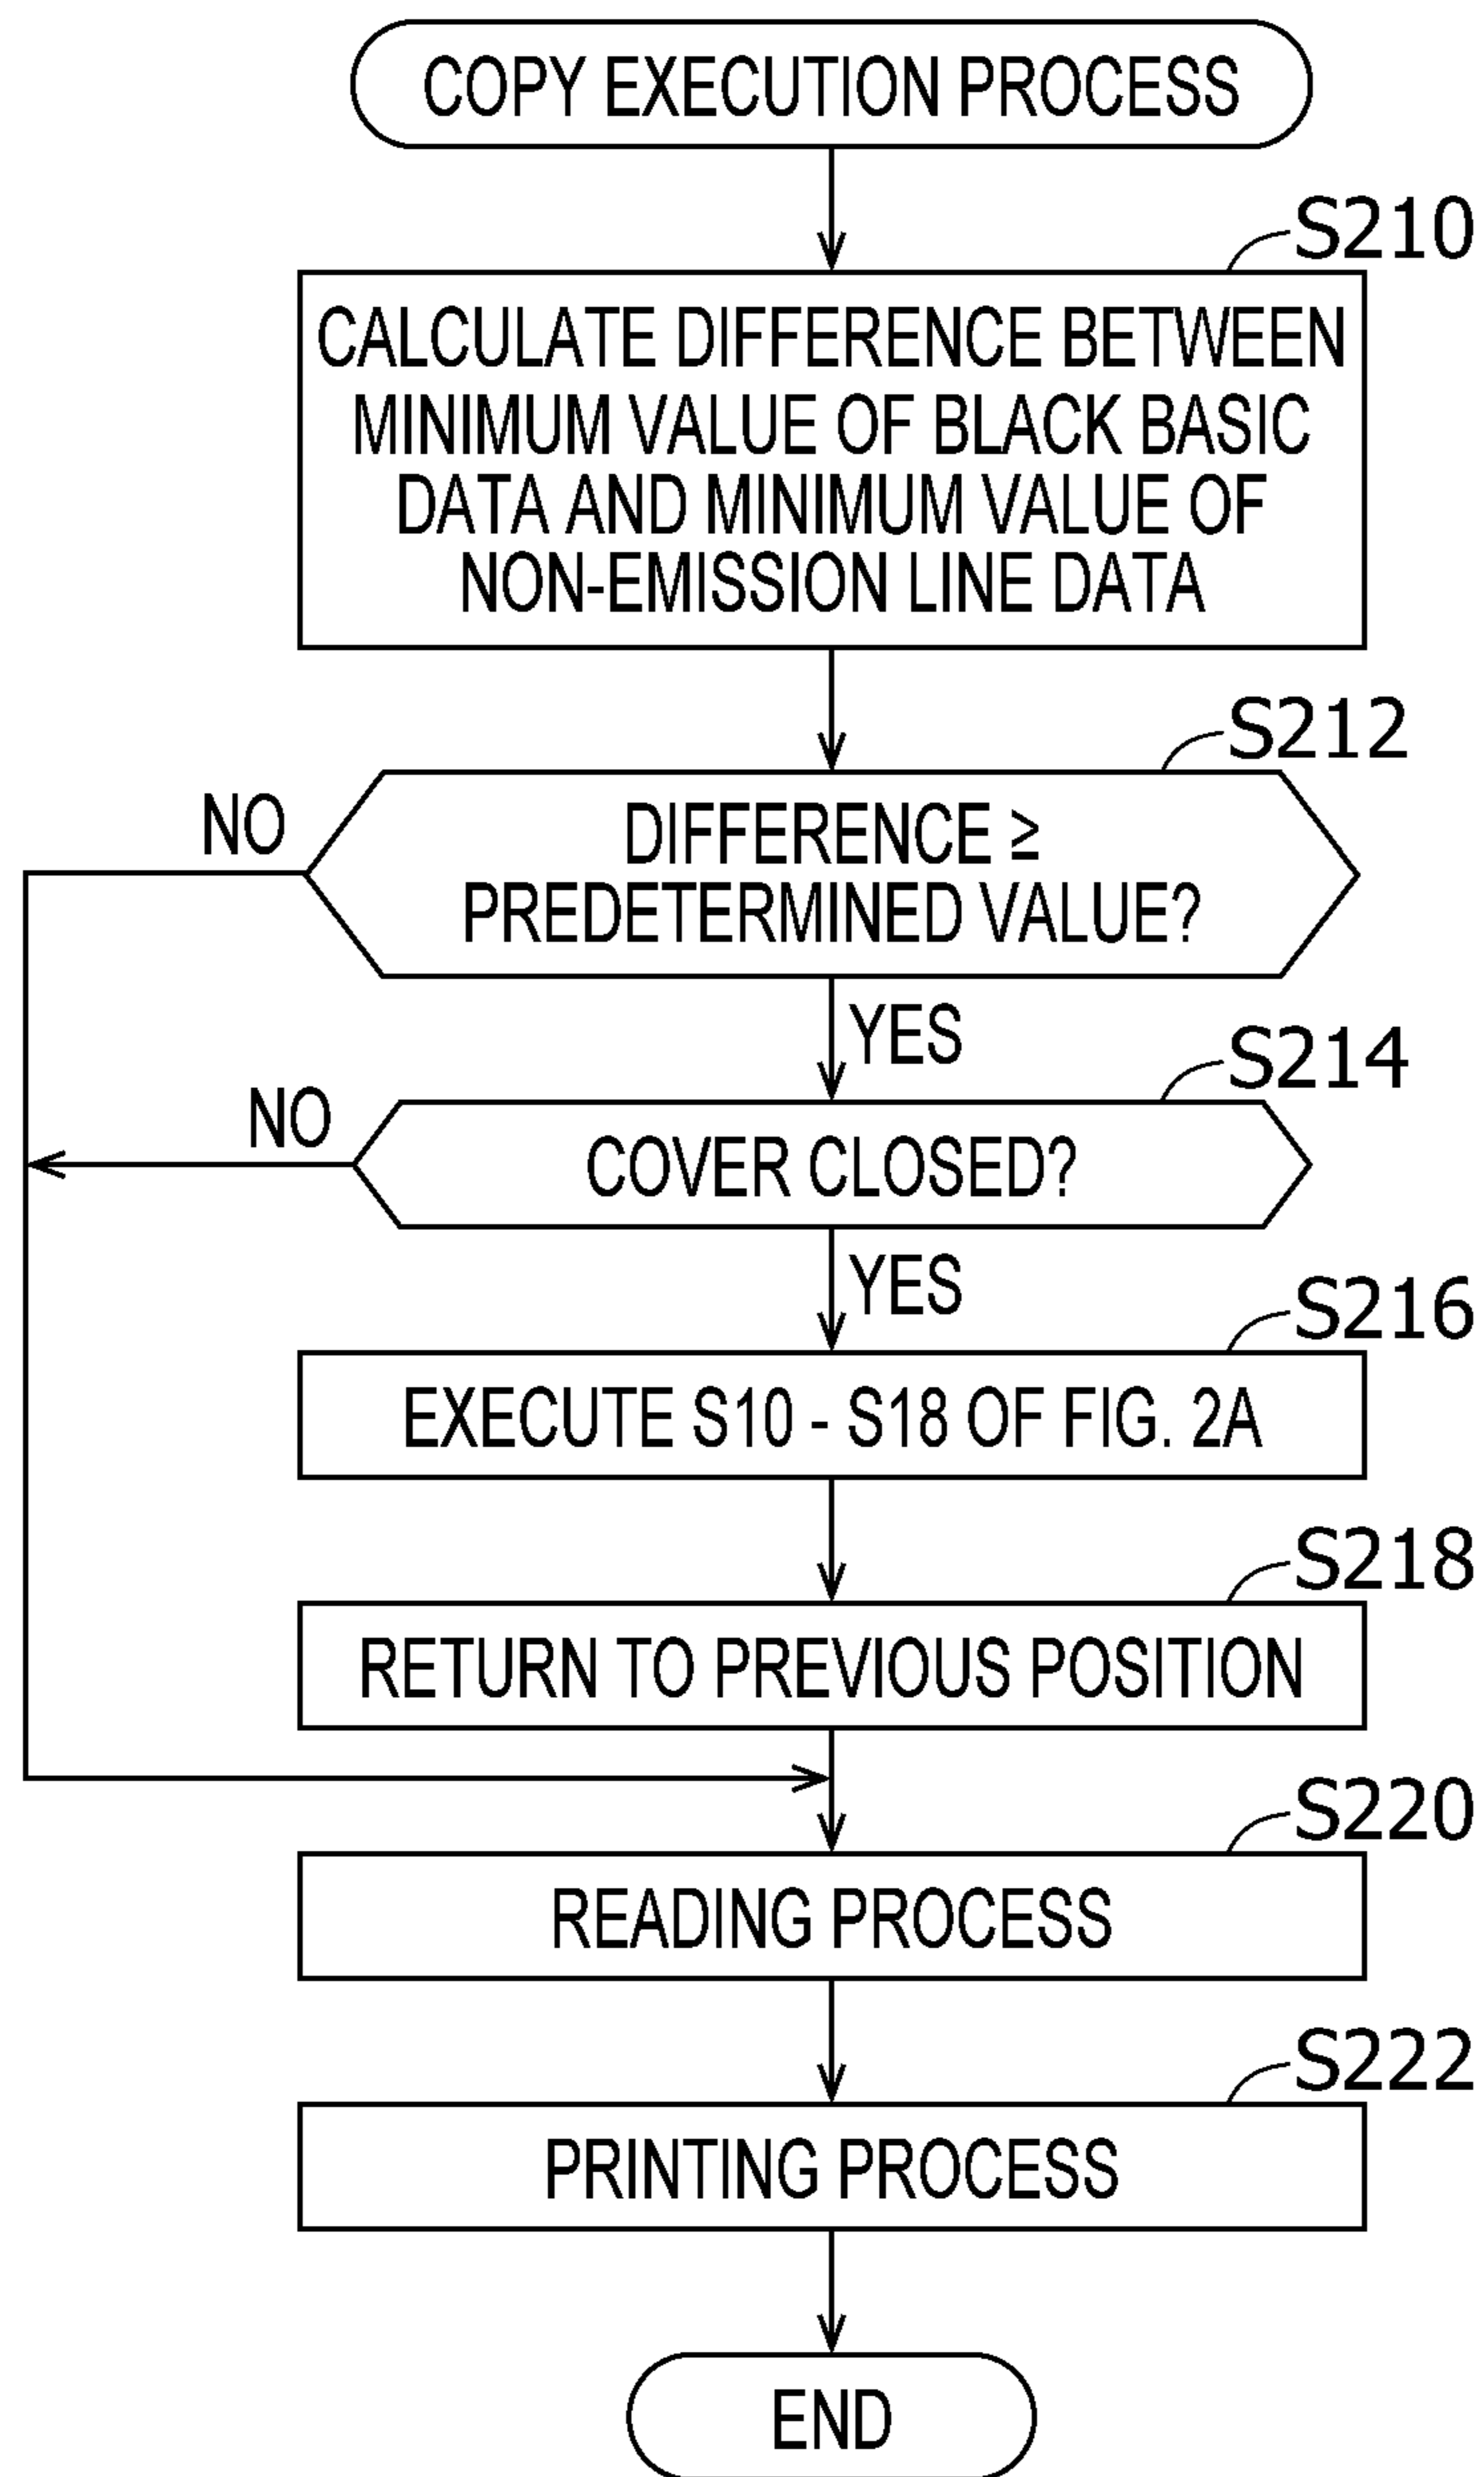 COPY EXECUTION PROCESS
S210
CALCULATE DIFFERENCE BETWEEN
MINIMUM VALUE OF BLACK BASIC
DATA AND MINIMUM VALUE OF
NON-EMISSION LINE DATA
S212
NO
DIFFERENCE ≥
PREDETERMINED VALUE?
YES
S214
NO
COVER CLOSED?
YES
S216
EXECUTE S10 - S18 OF FIG. 2A
S218
RETURN TO PREVIOUS POSITION
S220
READING PROCESS
S222
PRINTING PROCESS
END